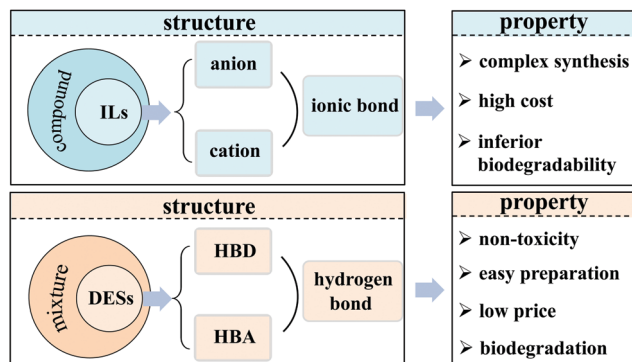 structure
compound
ILs
anion
cation
ionic bond
property
➢ complex synthesis
➢ high cost
➢ inferior
biodegradability
structure
mixture
DESs
HBD
HBA
hydrogen
bond
property
➢ non-toxicity
➢ easy preparation
➢ low price
➢ biodegradation